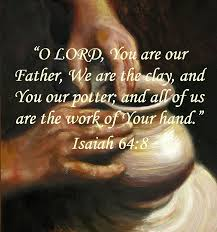 “O LORD, You are our
Father, We are the clay, and
You our potter; and all of us
are the work of Your hand.”
Isaiah 64:8